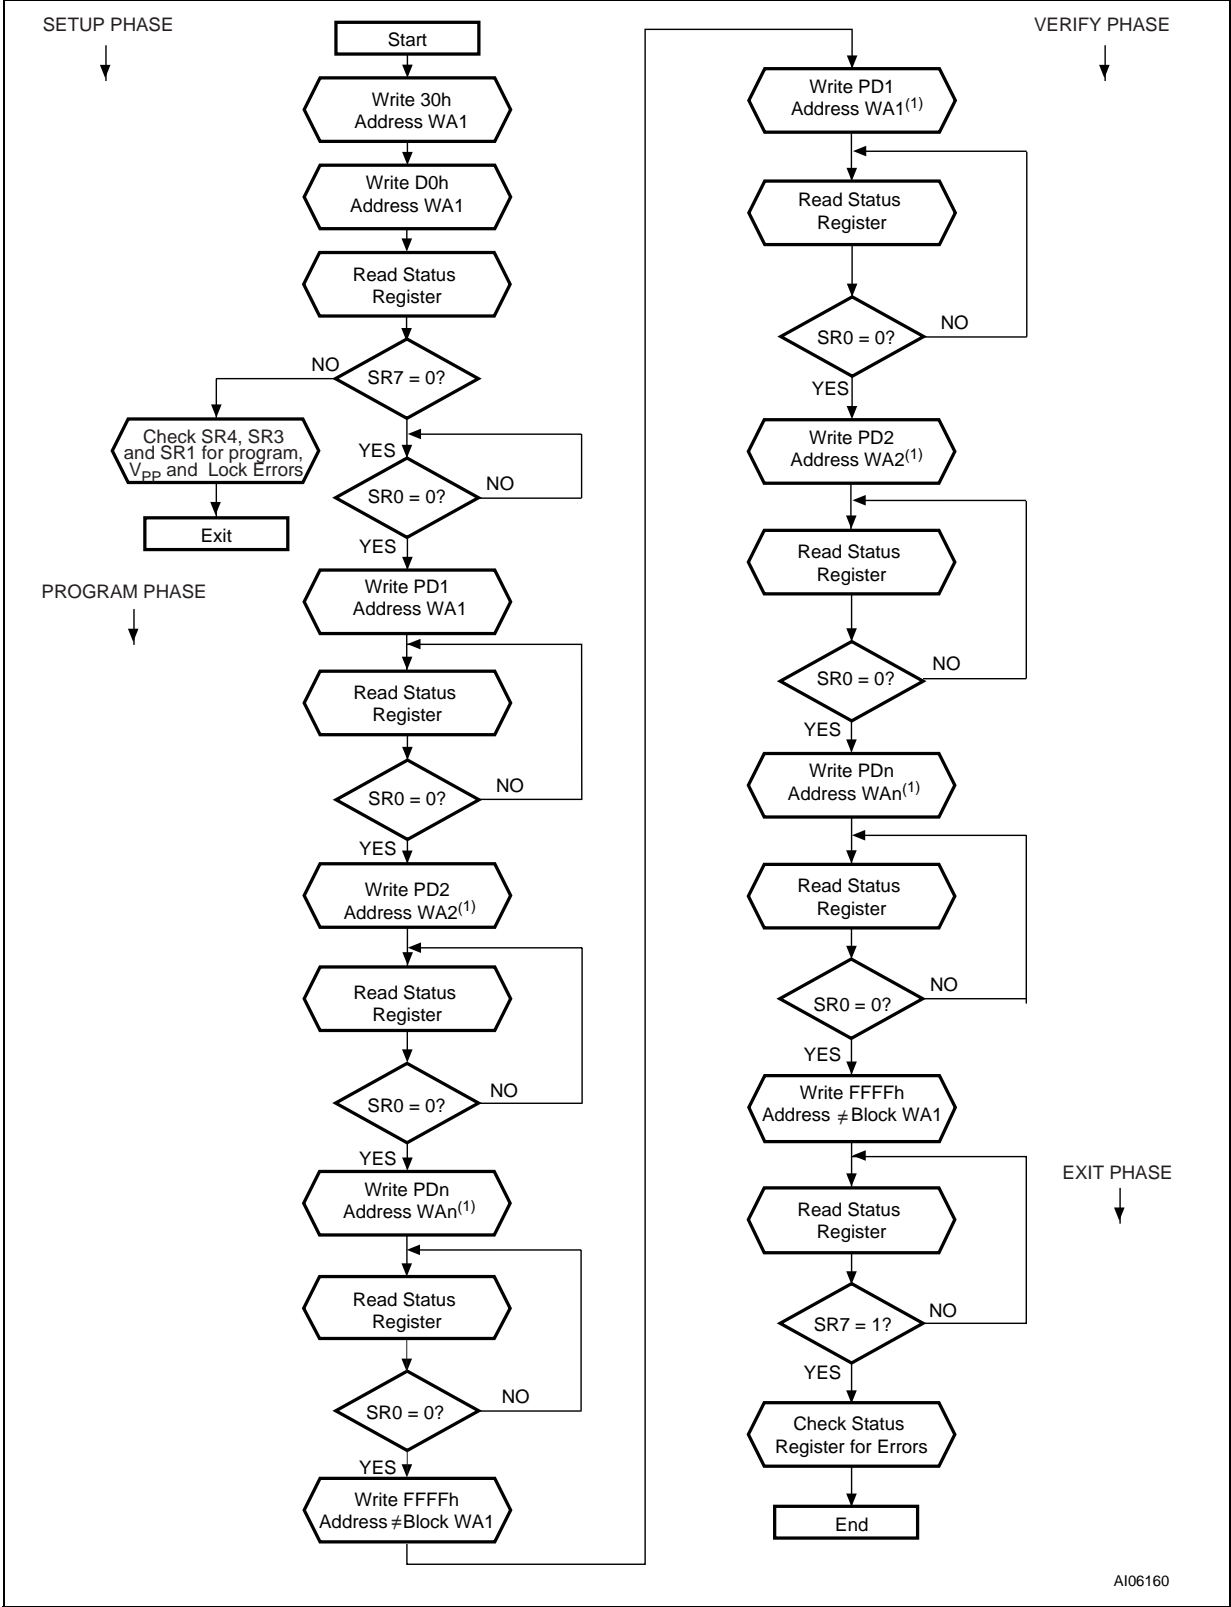 SETUP PHASE
Start
Write 30h
Address WA1
Write D0h
Address WA1
Read Status
Register
SR7 = 0?
NO
Check SR4, SR3
and SR1 for program,
VPP and Lock Errors
Exit
YES
SR0 = 0?
NO
YES
PROGRAM PHASE
Write PD1
Address WA1
Read Status
Register
SR0 = 0?
NO
YES
Write PD2
Address WA2(1)
Read Status
Register
SR0 = 0?
NO
YES
Write PDn
Address WAn(1)
Read Status
Register
SR0 = 0?
NO
YES
Write FFFFh
Address ≠Block WA1
VERIFY PHASE
Write PD1
Address WA1(1)
Read Status
Register
SR0 = 0?
NO
YES
Write PD2
Address WA2(1)
Read Status
Register
SR0 = 0?
NO
YES
Write PDn
Address WAn(1)
Read Status
Register
SR0 = 0?
NO
YES
Write FFFFh
Address ≠Block WA1
EXIT PHASE
Read Status
Register
SR7 = 1?
NO
YES
Check Status
Register for Errors
End
AI06160